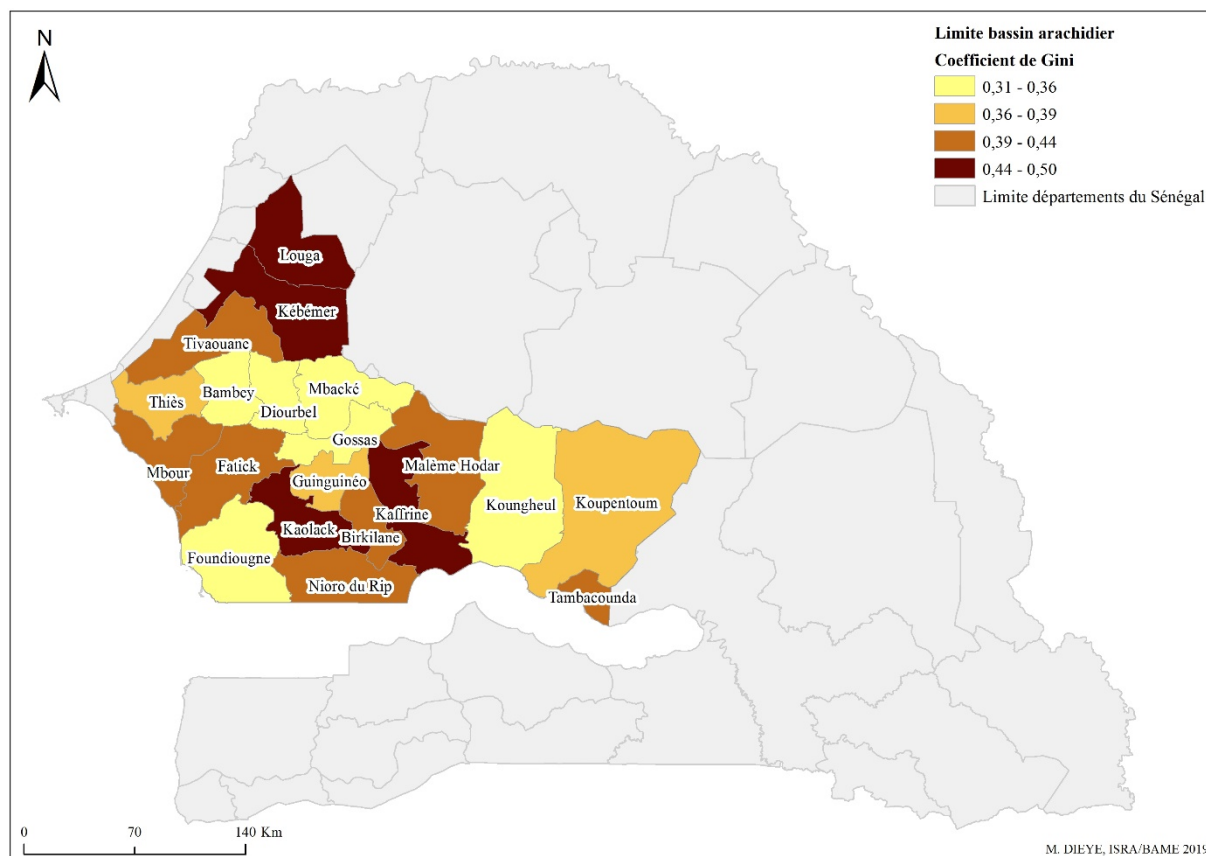 N
Limite bassin arachidier
Coefficient de Gini
0,31 - 0,36
0,36 - 0,39
0,39 - 0,44
0,44 - 0,50
Limite départements du Sénégal
Louga
Kébémer
Tivaouane
Thiès
Bambey
Mbacké
Diourbel
Gossas
Mbour
Fatick
Guinguinéo
Malème Hodar
Koungheul
Koupentoum
Kaffrine
Kaolack
Birkilane
Foundiougne
Nioro du Rip
Tambacounda
0 70 140 Km
M. DIEYE, ISRA/BAME 2019